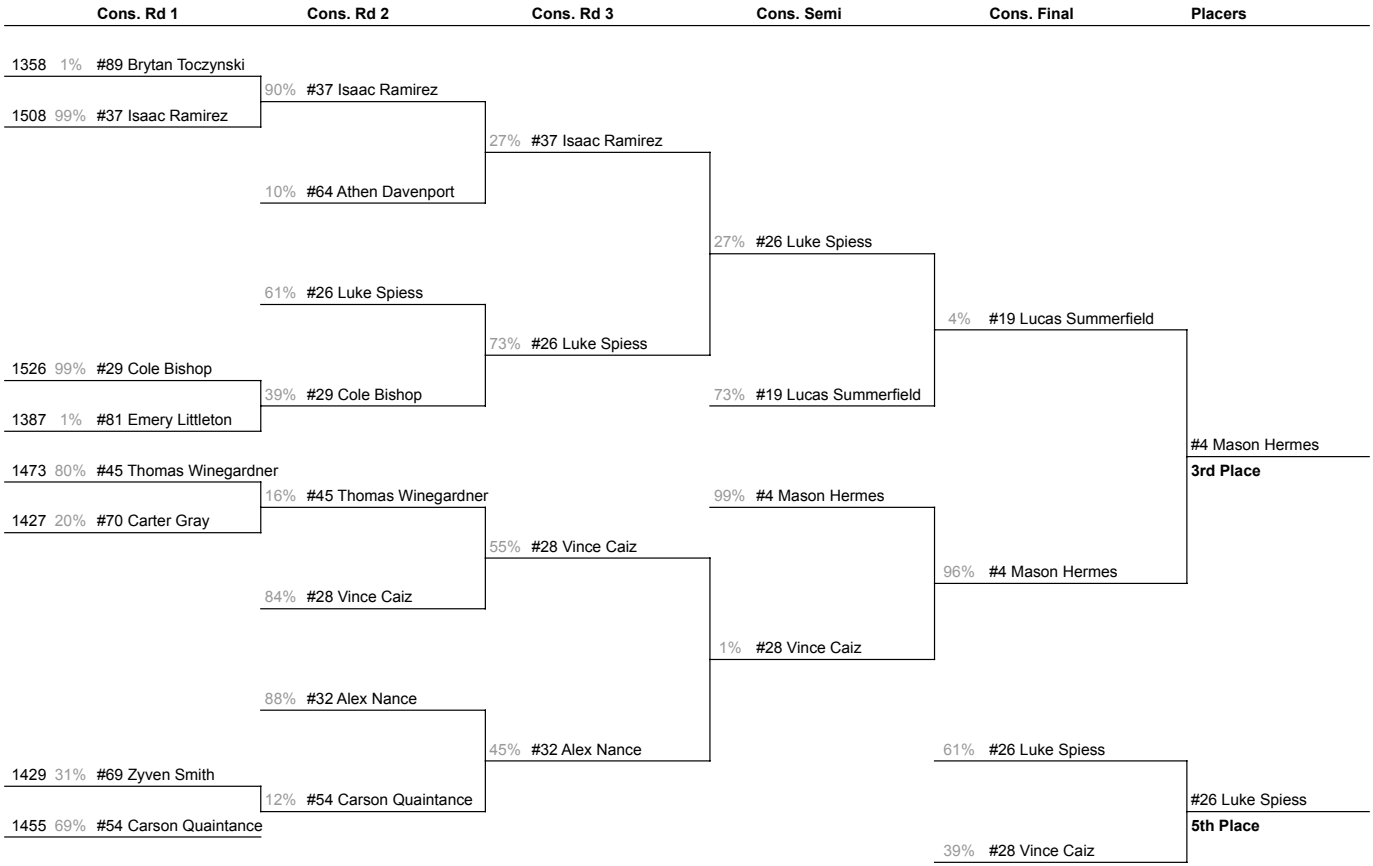 Cons. Rd 1 Cons. Rd 2 Cons. Rd 3 Cons. Semi Cons. Final Placers
1358 1% #89 Brytan Toczynski
90% #37 Isaac Ramirez
1508 99% #37 Isaac Ramirez
27% #37 Isaac Ramirez
10% #64 Athen Davenport
27% #26 Luke Spiess
61% #26 Luke Spiess
4% #19 Lucas Summerfield
73% #26 Luke Spiess
1526 99% #29 Cole Bishop
39% #29 Cole Bishop 73% #19 Lucas Summerfield
1387 1% #81 Emery Littleton
#4 Mason Hermes
1473 80% #45 Thomas Winegardner 3rd Place
16% #45 Thomas Winegardner 99% #4 Mason Hermes
1427 20% #70 Carter Gray
55% #28 Vince Caiz
96% #4 Mason Hermes
84% #28 Vince Caiz
1% #28 Vince Caiz
88% #32 Alex Nance
45% #32 Alex Nance 61% #26 Luke Spiess
1429 31% #69 Zyven Smith
12% #54 Carson Quaintance #26 Luke Spiess
1455 69% #54 Carson Quaintance 5th Place
39% #28 Vince Caiz